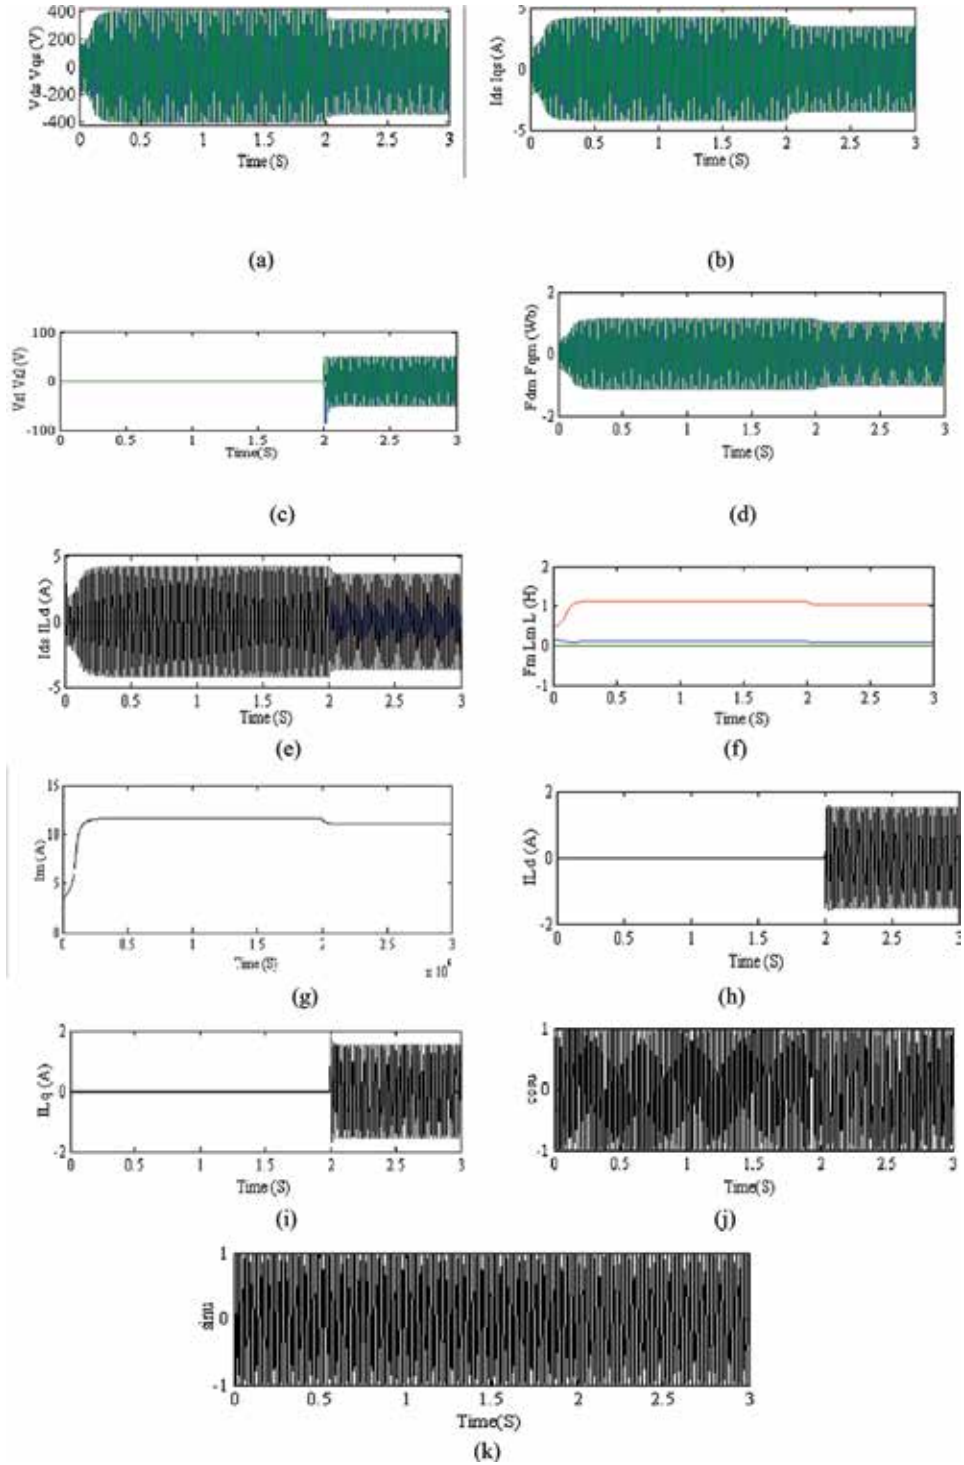 Vds Vqs (V)
400
200
0
-200
-400
0 0.5 1 1.5 2 2.5 3
Time (S)
(a)
Ids Iqs (A)
5
0
-5
0 0.5 1 1.5 2 2.5 3
Time (S)
(b)
Vs1 Vs2 (V)
100
0
-100
0 0.5 1 1.5 2 2.5 3
Time(S)
(c)
Fdm Fqm (Wb)
2
0
-2
0 0.5 1 1.5 2 2.5 3
Time (S)
(d)
Ids ILd (A)
5
0
-5
0 0.5 1 1.5 2 2.5 3
Time (S)
(e)
Fm Lm L (H)
2
1
0
-1
0 0.5 1 1.5 2 2.5 3
Time (S)
(f)
Im (A)
15
10
5
0
0 0.5 1 1.5 2 2.5 3
Time(S)
x 10
(g)
ILd (A)
2
0
-2
0 0.5 1 1.5 2 2.5 3
Time (S)
(h)
ILq (A)
2
0
-2
0 0.5 1 1.5 2 2.5 3
Time (S)
(i)
1
0
-1
0 0.5 1 1.5 2 2.5 3
Time(S)
(j)
sinu
1
0
-1
0 0.5 1 1.5 2 2.5 3
Time(S)
(k)